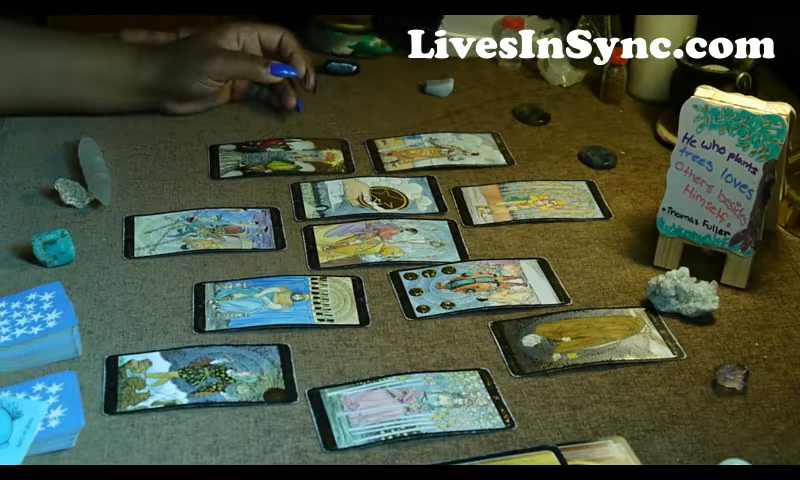 LivesInSync.com
He who plants
trees loves
others besides
Himself"
*Thomas Fuller